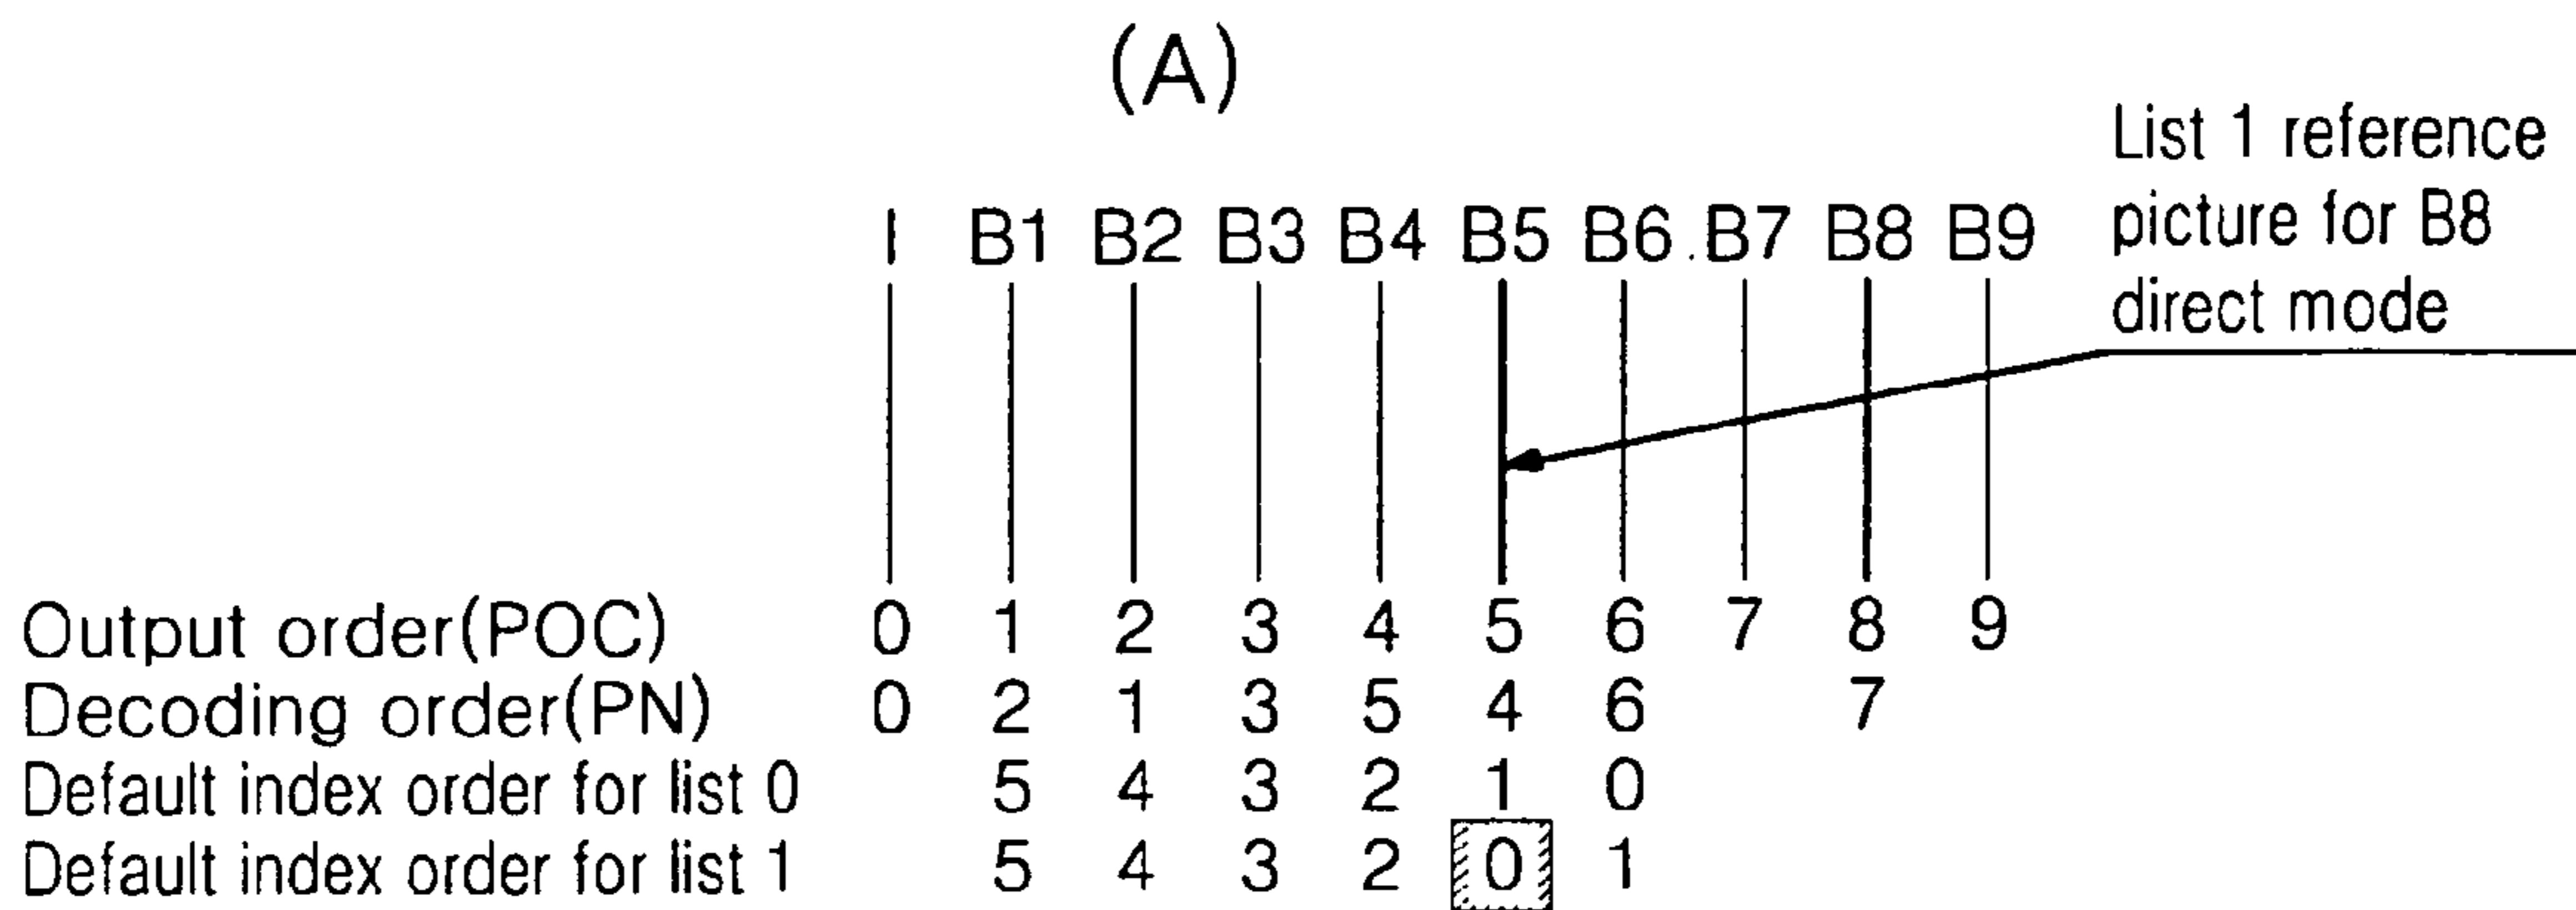 (A)
List 1 reference
picture for B8
direct mode
I B1 B2 B3 B4 B5 B6 B7 B8 B9
Output order(POC) 0 1 2 3 4 5 6 7 8 9
Decoding order(PN) 0 2 1 3 5 4 6 7
Default index order for list 0 5 4 3 2 1 0
Default index order for list 1 5 4 3 2 0 1